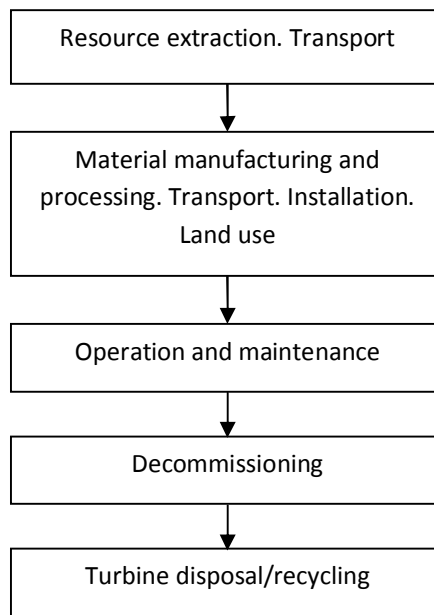 Resource extraction. Transport
Material manufacturing and
processing. Transport. Installation.
Land use
Operation and maintenance
Decommissioning
Turbine disposal/recycling